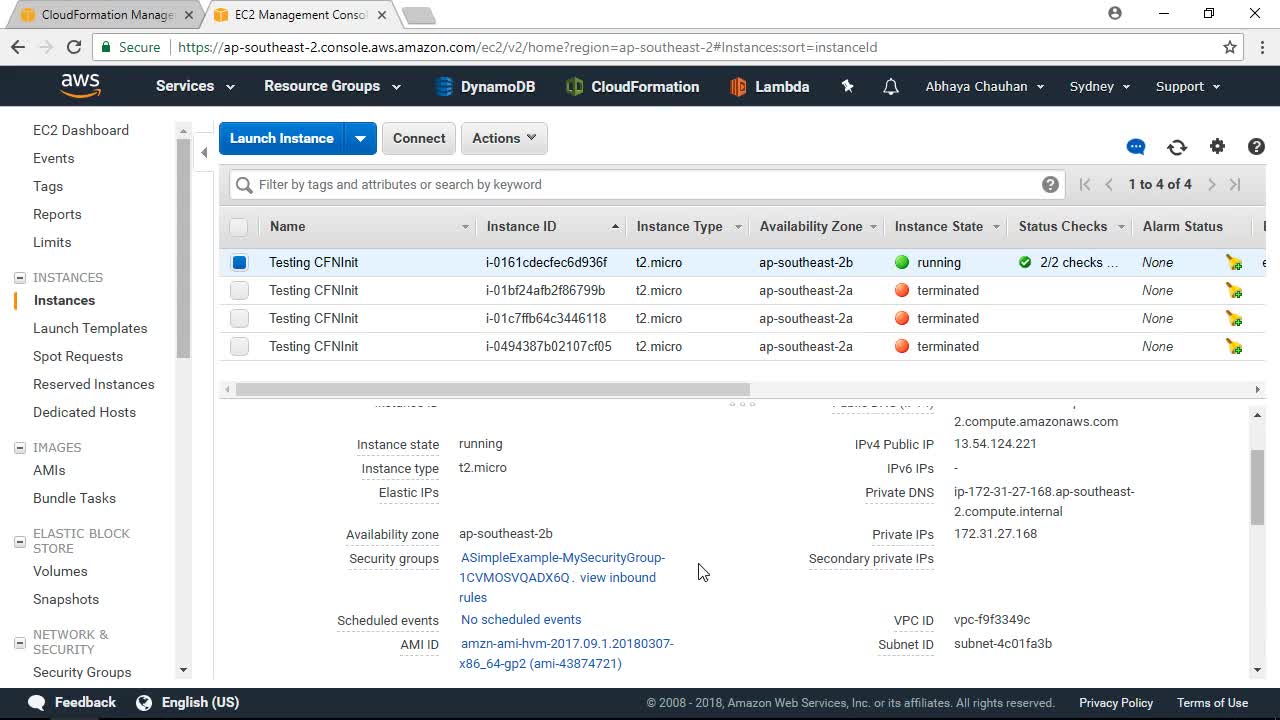 CloudFormation Manage
EC2 Management Conso
Secure
https://ap-southeast-2.console.aws.amazon.com/ec2/v2/home?region=ap-southeast-2#Instances:sort=instanceId
aws
Services
Resource Groups
DynamoDB
CloudFormation
Lambda
Abhaya Chauhan
Sydney
Support
EC2 Dashboard
Events
Tags
Reports
Limits
INSTANCES
Instances
Launch Templates
Spot Requests
Reserved Instances
Dedicated Hosts
IMAGES
AMIs
Bundle Tasks
ELASTIC BLOCK
STORE
Volumes
Snapshots
NETWORK &
SECURITY
Security Groups
Launch Instance
Connect
Actions
Filter by tags and attributes or search by keyword
1 to 4 of 4
Name Instance ID Instance Type Availability Zone Instance State Status Checks Alarm Status
Testing CFNInit i-0161cdecfec6d936f t2.micro ap-southeast-2b running 2/2 checks ... None
Testing CFNInit i-01bf24afb2f86799b t2.micro ap-southeast-2a terminated None
Testing CFNInit i-01c7ffb64c3446118 t2.micro ap-southeast-2a terminated None
Testing CFNInit i-0494387b02107cf05 t2.micro ap-southeast-2a terminated None
2.compute.amazonaws.com
Instance state running
IPv4 Public IP 13.54.124.221
Instance type t2.micro
IPv6 IPs -
Elastic IPs
Private DNS ip-172-31-27-168.ap-southeast-
2.compute.internal
Availability zone ap-southeast-2b
Private IPs 172.31.27.168
Security groups ASimpleExample-MySecurityGroup-
1CVMOSVQADX6Q. view inbound
rules
Secondary private IPs
Scheduled events No scheduled events
VPC ID vpc-f9f3349c
AMI ID amzn-ami-hvm-2017.09.1.20180307-
x86_64-gp2 (ami-43874721)
Subnet ID subnet-4c01fa3b
Feedback
English (US)
© 2008 - 2018, Amazon Web Services, Inc. or its affiliates. All rights reserved.
Privacy Policy
Terms of Use